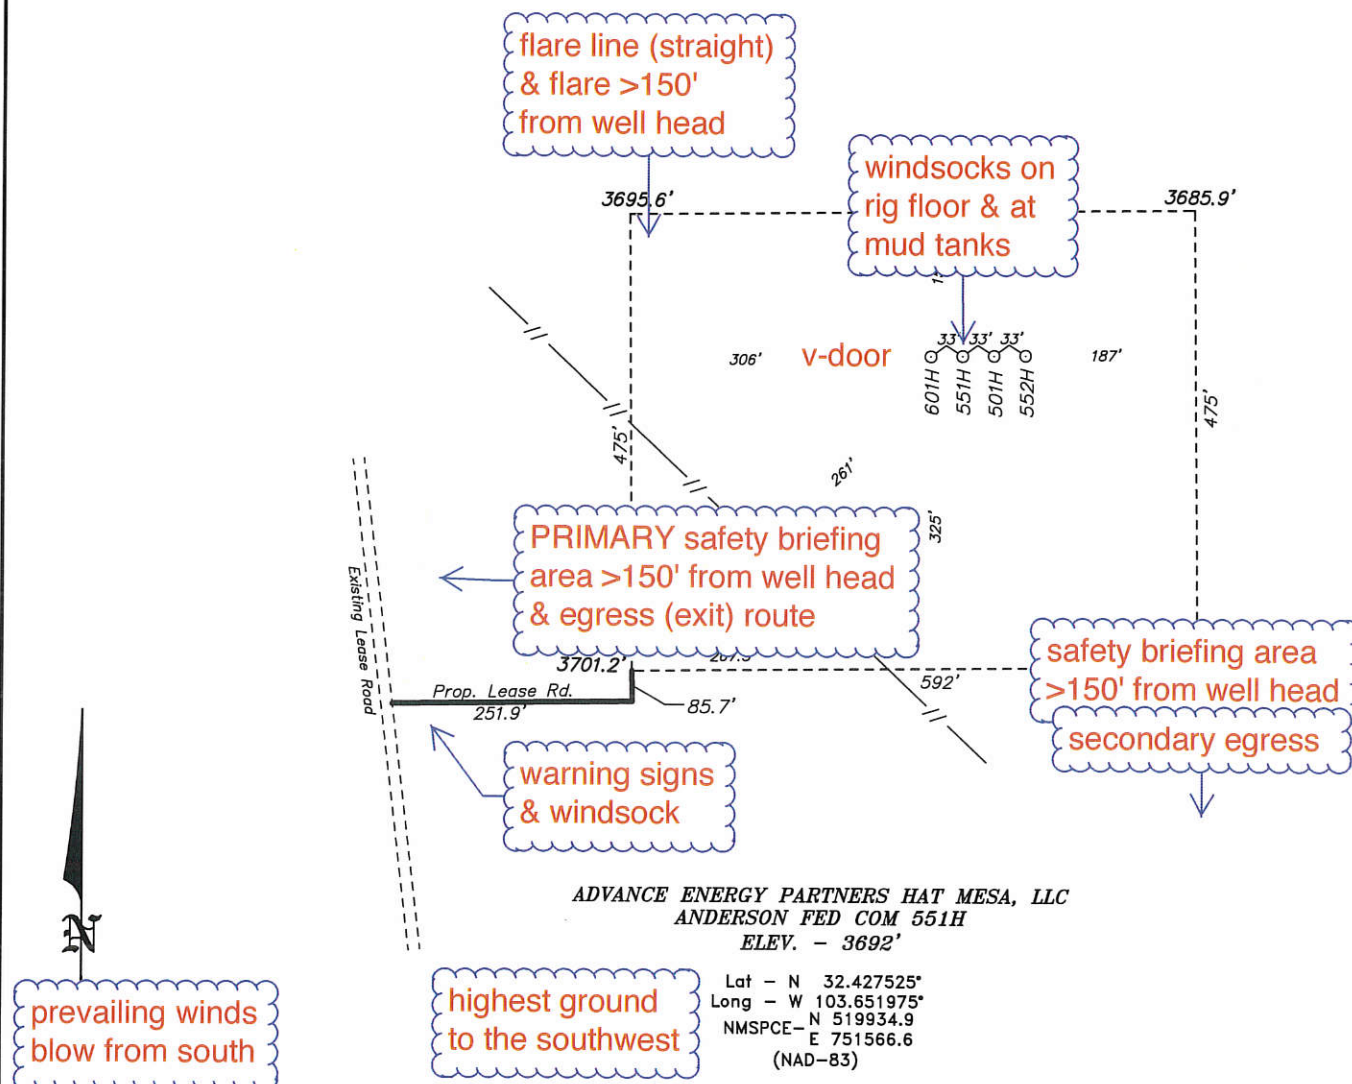 flare line (straight)
& flare >150'
from well head
windsocks on
rig floor & at
mud tanks
3695.6'
3685.9'
33' 33' 33'
306'
v-door
187'
601H
551H
501H
552H
475'
475'
261'
325'
PRIMARY safety briefing
area >150' from well head
& egress (exit) route
Existing Lease Road
3701.2'
592'
safety briefing area
>150' from well head
secondary egress
Prop. Lease Rd.
251.9'
85.7'
warning signs
& windsock
N
ADVANCE ENERGY PARTNERS HAT MESA, LLC
ANDERSON FED COM 551H
ELEV. - 3692'
Lat - N 32.427525°
Long - W 103.651975°
NMSPCE- N 519934.9
E 751566.6
(NAD-83)
prevailing winds
blow from south
highest ground
to the southwest